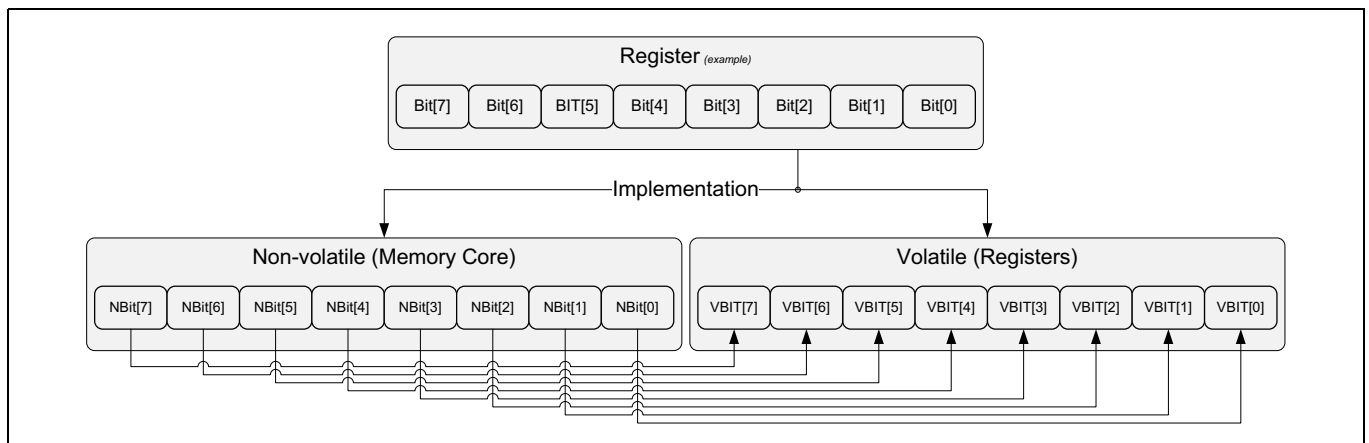 Register (example)
Bit[7] Bit[6] BIT[5] Bit[4] Bit[3] Bit[2] Bit[1] Bit[0]
Implementation
Non-volatile (Memory Core) Volatile (Registers)
NBit[7] NBit[6] NBit[5] NBit[4] NBit[3] NBit[2] NBit[1] NBit[0] VBIT[7] VBIT[6] VBIT[5] VBIT[4] VBIT[3] VBIT[2] VBIT[1] VBIT[0]